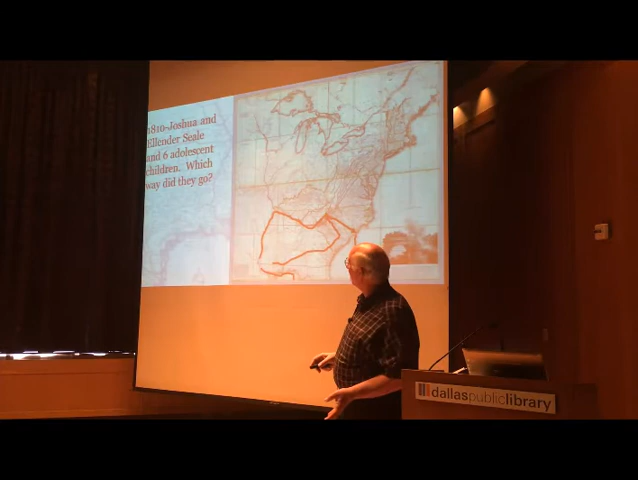 1810-Joshua and
Ellender Seale
and 6 adolescent
children. Which
way did they go?
dallaspubliclibrary